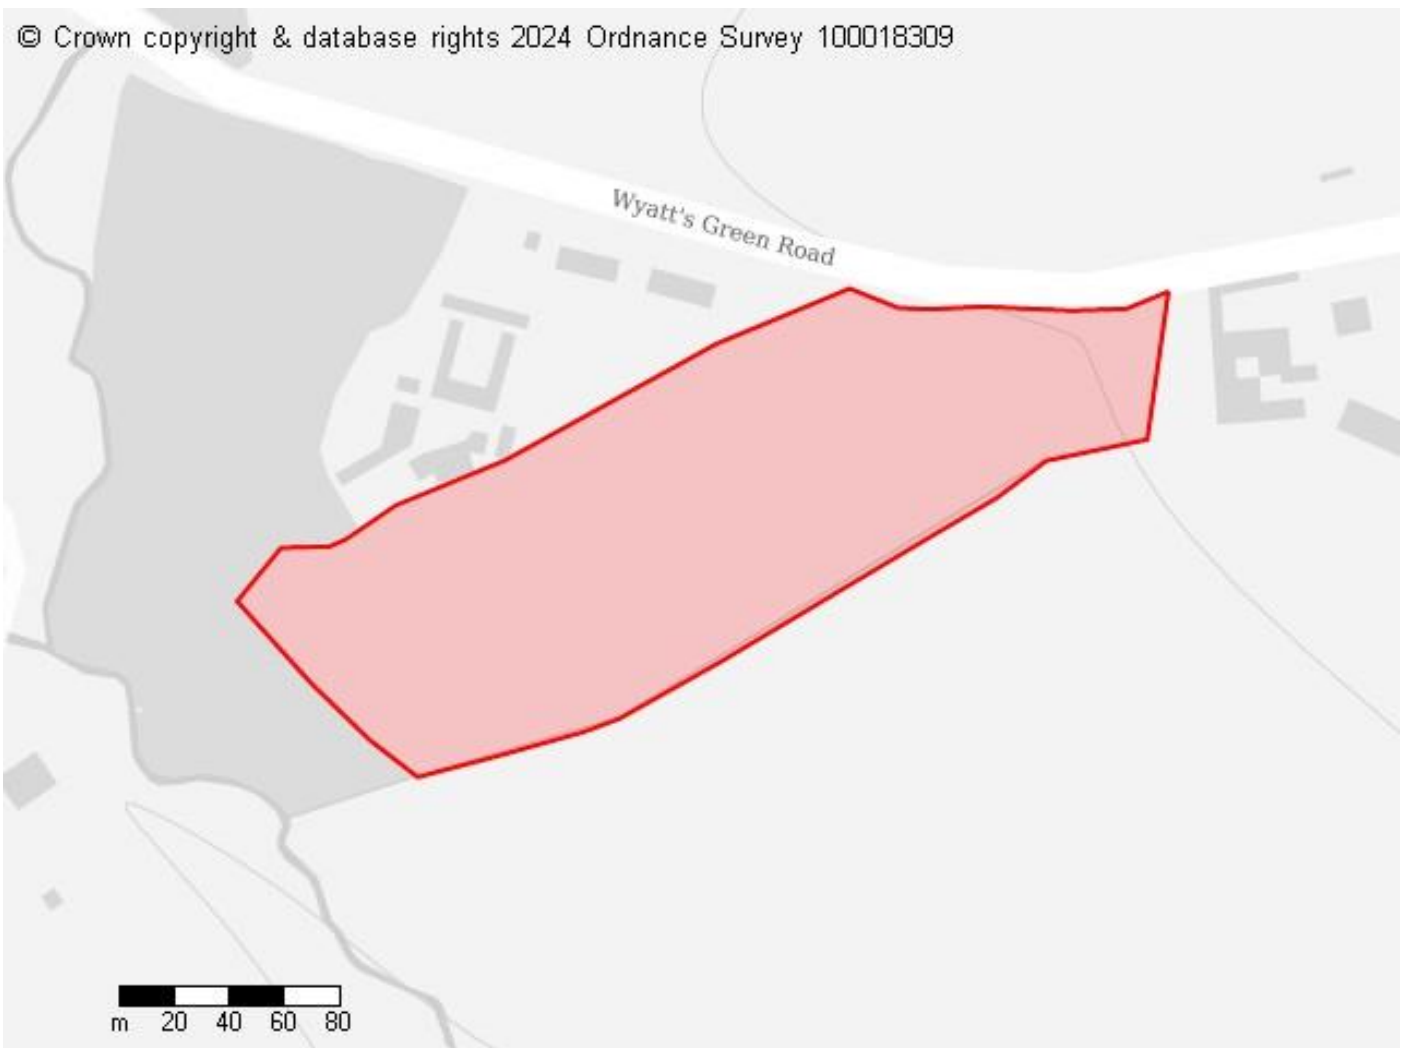 © Crown copyright & database rights 2024 Ordnance Survey 100018309
Wyatt's Green Road
m 20 40 60 80